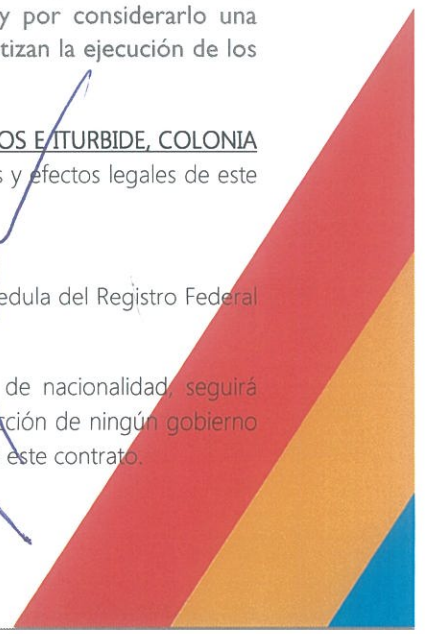 y por considerarlo una
tizan la ejecución de los
OS E ITURBIDE, COLONIA
s y efectos legales de este
edula del Registro Federal
de nacionalidad, seguirá
cción de ningún gobierno
este contrato.